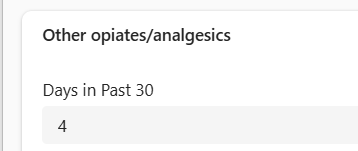 Other opiates/analgesics
Days in Past 30
4